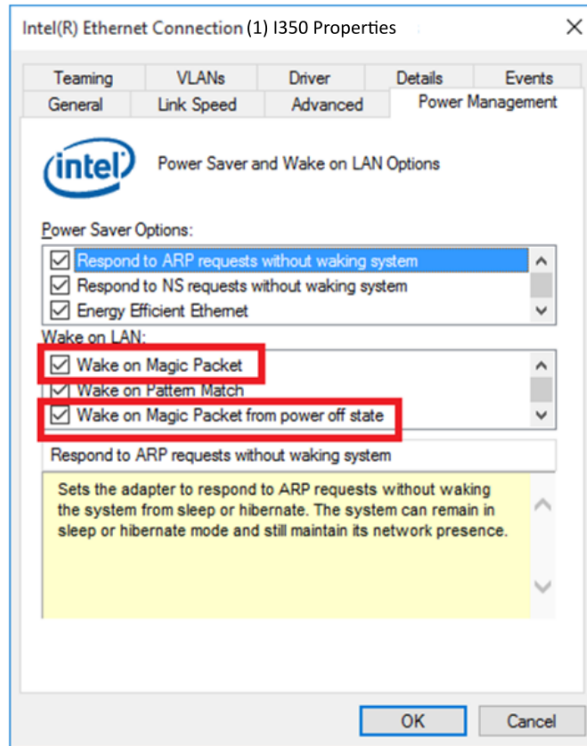 Intel(R) Ethernet Connection (1) I350 Properties
Teaming VLANs Driver Details Events
General Link Speed Advanced Power Management
intel
Power Saver and Wake on LAN Options
Power Saver Options:
Respond to ARP requests without waking system
Respond to NS requests without waking system
Energy Efficient Ethernet
Wake on LAN:
Wake on Magic Packet
Wake on Pattern Match
Wake on Magic Packet from power off state
Respond to ARP requests without waking system
Sets the adapter to respond to ARP requests without waking
the system from sleep or hibernate. The system can remain in
sleep or hibernate mode and still maintain its network presence.
OK Cancel